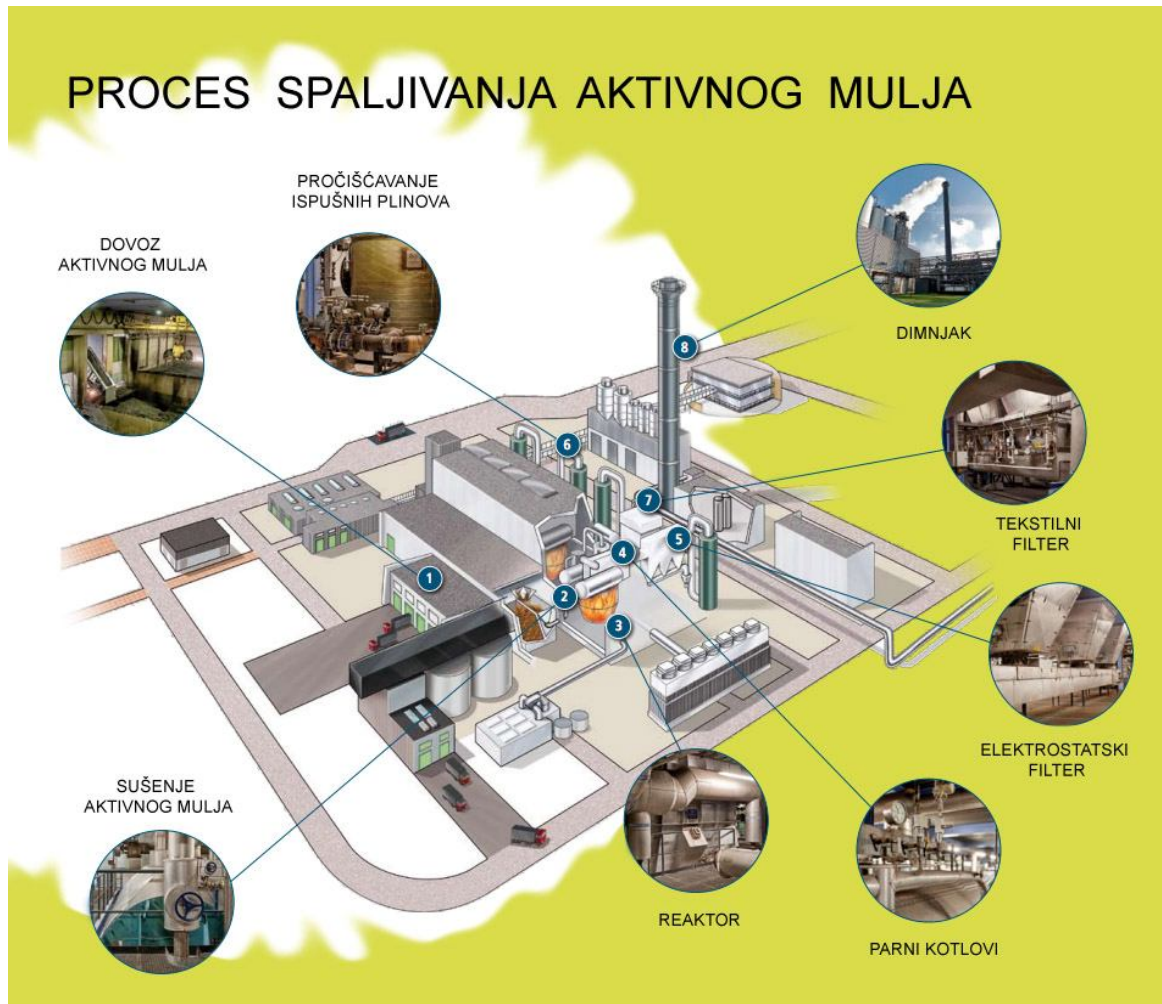 PROCES SPALJIVANJA AKTIVNOG MULJA
PROČIŠĆAVANJE
ISPUŠNIH PLINOVA
DOVOZ
AKTIVNOG MULJA
DIMNJAK
8
TEKSTILNI
FILTER
6
7
5
4
1
2
3
ELEKTROSTATSKI
FILTER
SUŠENJE
AKTIVNOG MULJA
REAKTOR
PARNI KOTLOVI